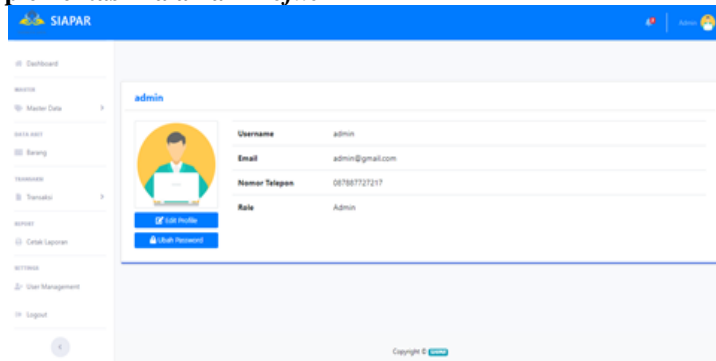 SIAPAR
Admin
Dashboard
MASTER
Master Data
DATA ASET
Barang
TRANSAKSI
Transaksi
REPORT
Cetak Laporan
SETTINGS
User Management
Logout
admin
Username admin
Email admin@gmail.com
Nomor Telepon 087887727217
Role Admin
Edit Profile
Ubah Password
Copyright ©